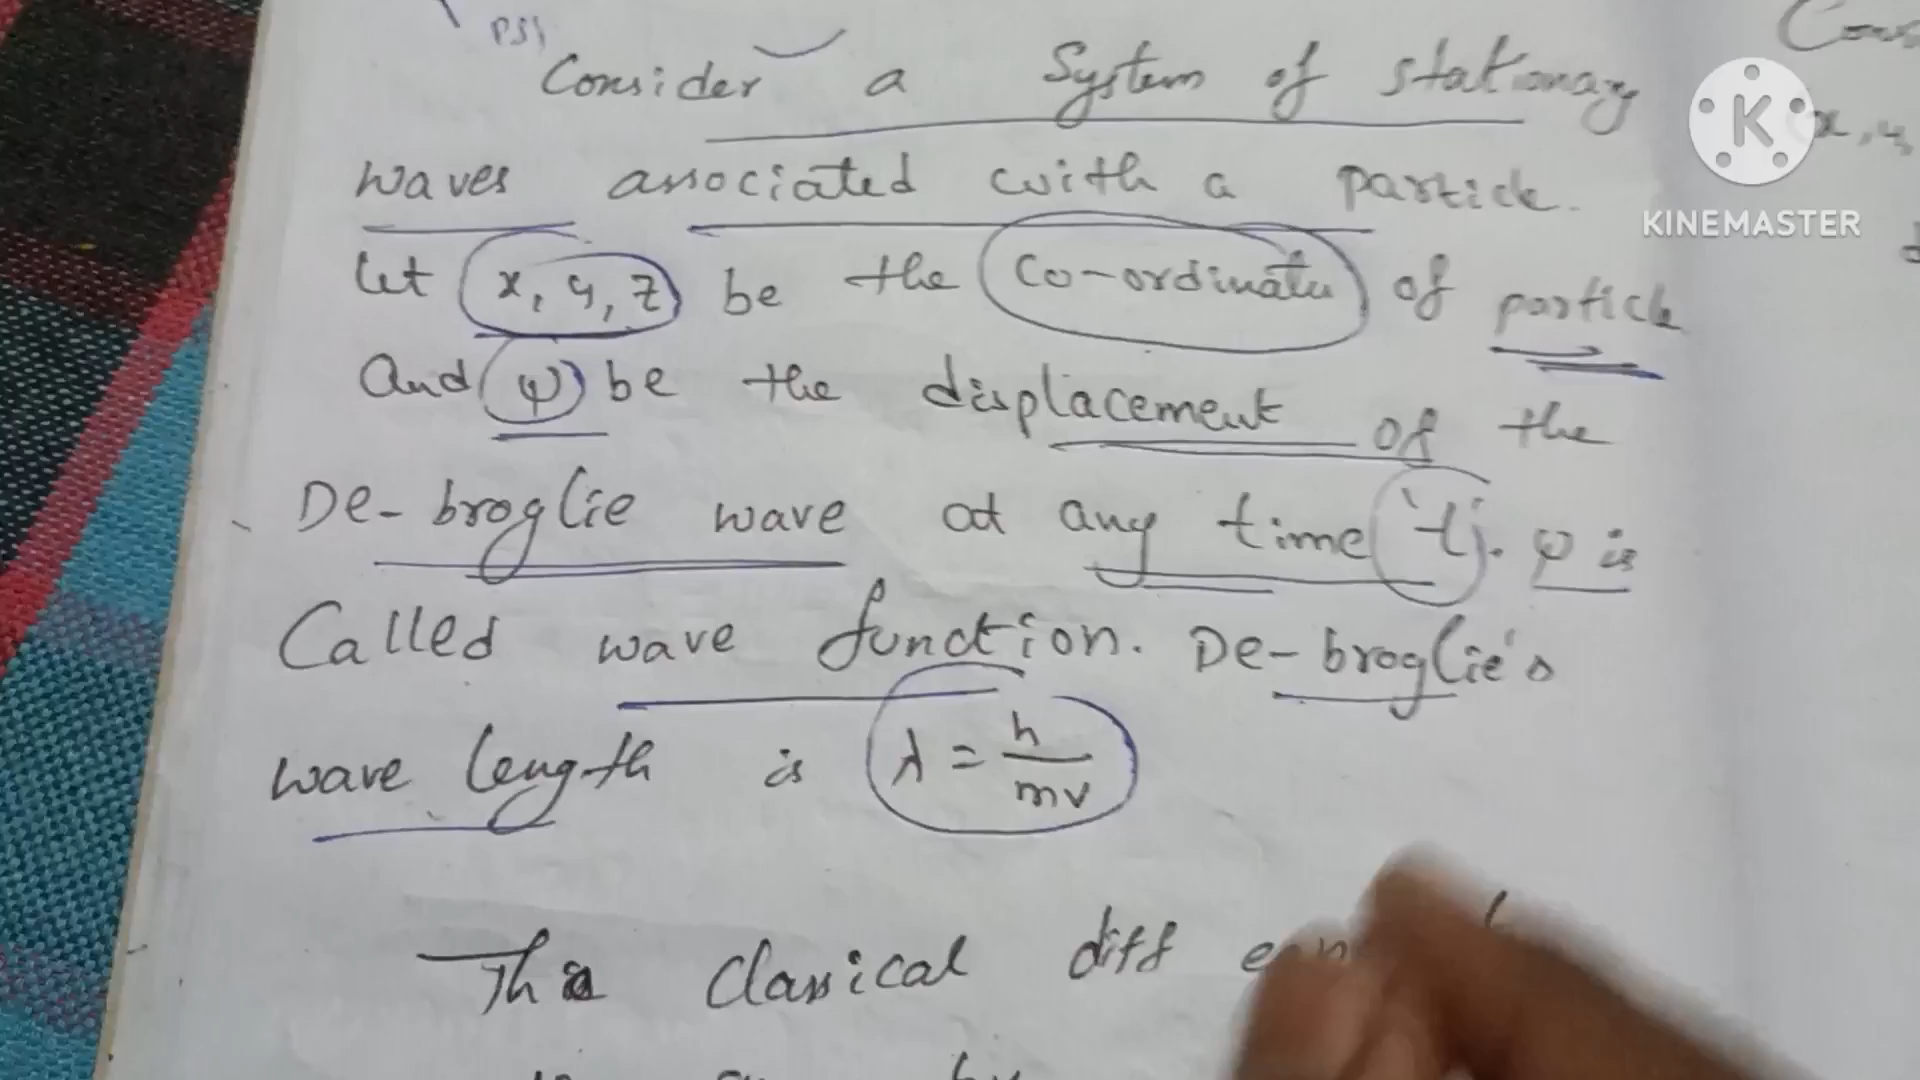 psi
Consider a System of stationary
waves associated with a particle.
Let x, y, z be the co-ordinates of particle
And ψ be the displacement of the
De-broglie wave at any time 't'. ψ is
Called wave function. De-broglie's
wave length is λ = h/mv
The Classical diff eqn
by
x, y,
KINEMASTER